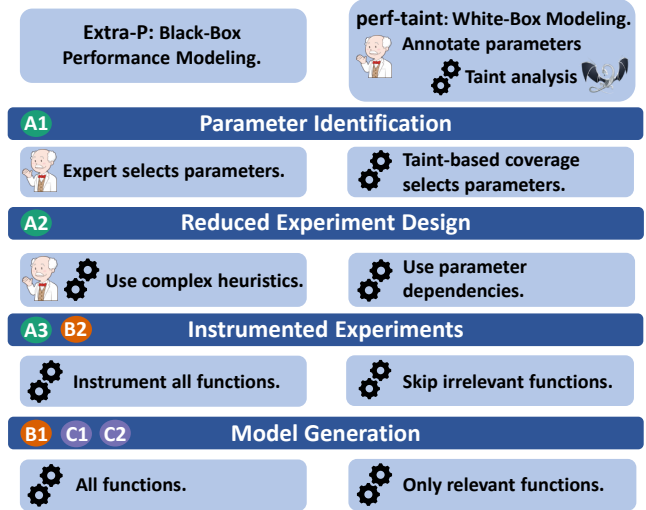 Extra-P: Black-Box
Performance Modeling.
perf-taint: White-Box Modeling.
Annotate parameters
Taint analysis
A1 Parameter Identification
Expert selects parameters.
Taint-based coverage
selects parameters.
A2 Reduced Experiment Design
Use complex heuristics.
Use parameter
dependencies.
A3 B2 Instrumented Experiments
Instrument all functions.
Skip irrelevant functions.
B1 C1 C2 Model Generation
All functions.
Only relevant functions.